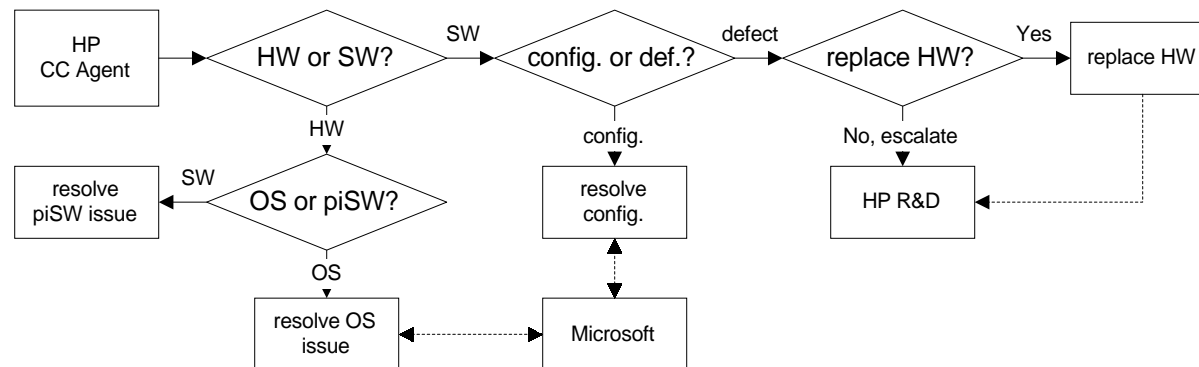 HP
CC Agent
HW or SW?
SW
config. or def.?
defect
replace HW?
Yes
replace HW
HW
config.
No, escalate
resolve
piSW issue
SW
OS or piSW?
resolve
config.
HP R&D
OS
resolve OS
issue
Microsoft